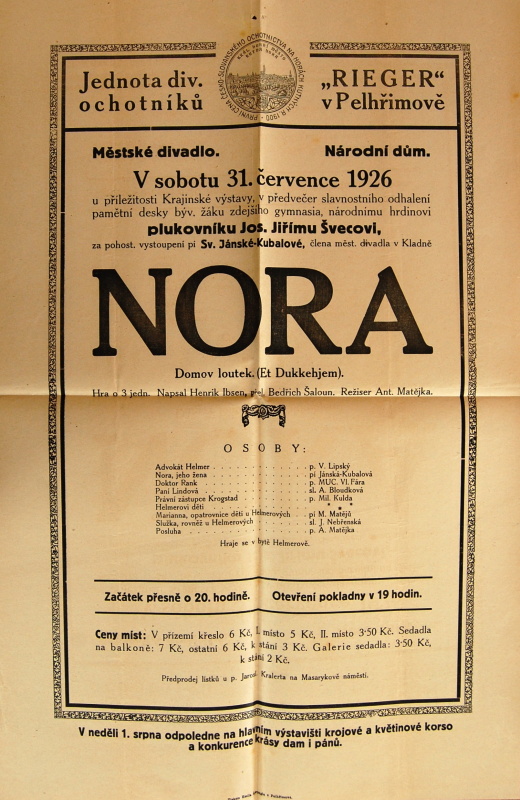 Jednota div. ochotníků
„RIEGER“ v Pelhřimově
Městské divadlo. Národní dům.
V sobotu 31. července 1926
u příležitosti Krajinské výstavy, v předvečer slavnostního odhalení
pamětní desky býv. žáku zdejšího gymnasia, národnímu hrdinovi
plukovníku Jos. Jiřímu Švecovi,
za pohost. vystoupení pí Sv. Jánské-Kubalové, člena měst. divadla v Kladně
NORA
Domov loutek. (Et Dukkehjem).
Hra o 3 jedn. Napsal Henrik Ibsen, přel. Bedřich Šaloun. Režiser Ant. Matějka.
OSOBY:
Advokát Helmer . . . . . p. V. Lipský
Nora, jeho žena . . . . . pí Jánská-Kubalová
Doktor Rank . . . . . p. MUC. Vl. Fára
Paní Lindová . . . . . sl. A. Bloudková
Právní zástupce Krogstad . . . . . p. Mil. Kulda
Helmerovi děti . . . . . * * *
Marianna, opatrovnice dětí u Helmerových . . pí M. Matějů
Služka, rovněž u Helmerových . . . . . sl. J. Nebřenská
Posluha . . . . . p. A. Matějka
Hraje se v bytě Helmerově.
Začátek přesně o 20. hodině. Otevření pokladny v 19 hodin.
Ceny míst: V přízemí křeslo 6 Kč, I. místo 5 Kč, II. místo 3·50 Kč. Sedadla
na balkoně: 7 Kč, ostatní 6 Kč, k stání 3 Kč. Galerie sedadla: 3·50 Kč,
k stání 2 Kč.
Předprodej lístků u p. Jarosl. Kralerta na Masarykově náměstí.
V neděli 1. srpna odpoledne na hlavním výstavišti krojové a květinové korso
a konkurence krásy dam i pánů.